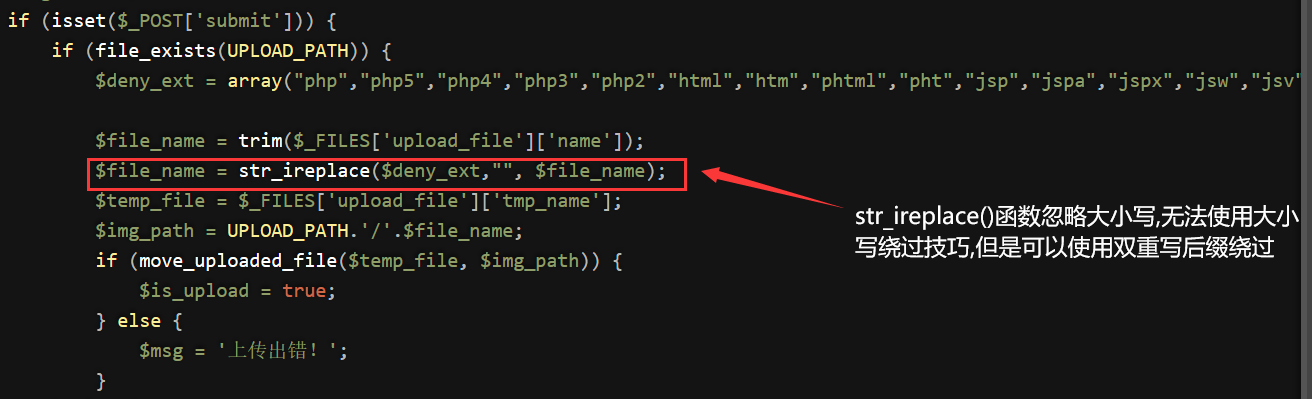 if (isset($_POST['submit'])) {
if (file_exists(UPLOAD_PATH)) {
$deny_ext = array("php","php5","php4","php3","php2","html","htm","phtml","pht","jsp","jspa","jspx","jsw","jsv"
$file_name = trim($_FILES['upload_file']['name']);
$file_name = str_ireplace($deny_ext,"", $file_name);
$temp_file = $_FILES['upload_file']['tmp_name'];
$img_path = UPLOAD_PATH.'/'.$file_name;
if (move_uploaded_file($temp_file, $img_path)) {
$is_upload = true;
} else {
$msg = '上传出错！';
}
str_ireplace()函数忽略大小写,无法使用大小
写绕过技巧,但是可以使用双重写后缀绕过